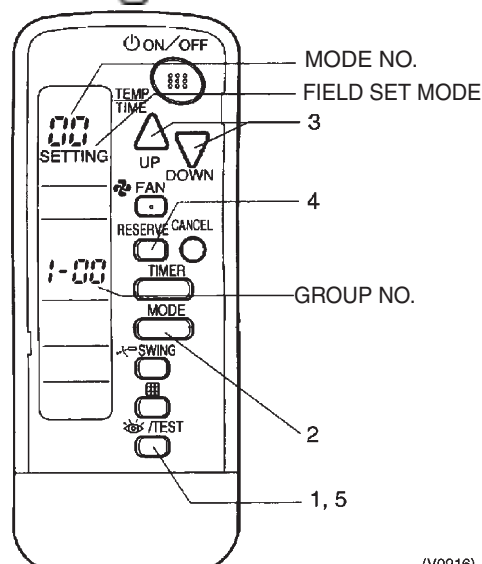 ON/OFF
MODE NO.
TEMP
TIME
FIELD SET MODE
00
SETTING
3
UP
DOWN
FAN
4
RESERVE CANCEL
1-00
TIMER
GROUP NO.
MODE
SWING
/TEST
2
1, 5